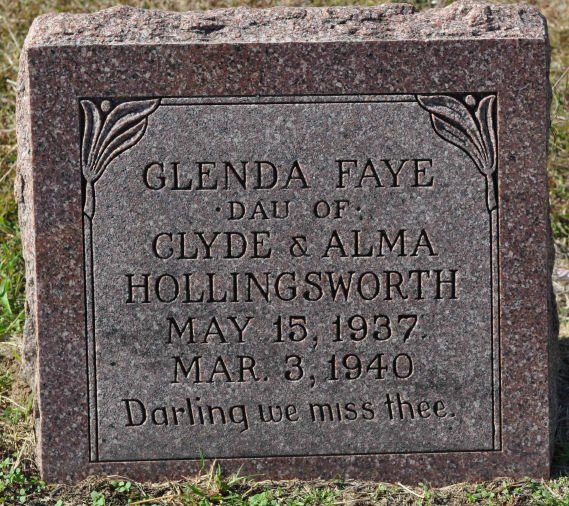 GLENDA FAYE
·DAU OF·
CLYDE & ALMA
HOLLINGSWORTH
MAY 15, 1937
MAR. 3, 1940
Darling we miss thee.